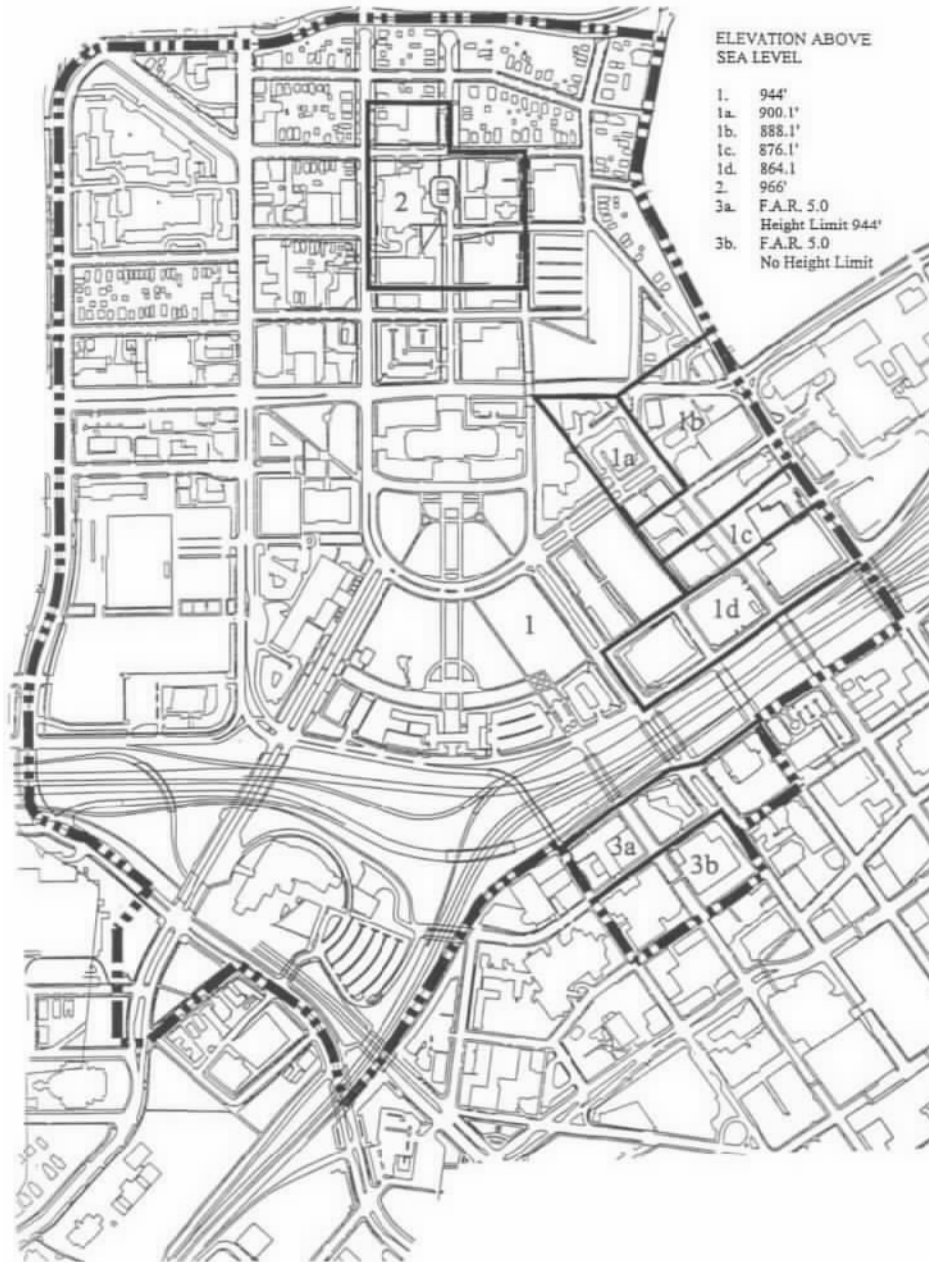 ELEVATION ABOVE
SEA LEVEL
1. 944'
1a. 900.1'
1b. 888.1'
1c. 876.1'
1d. 864.1
2. 966'
3a. F.A.R. 5.0
Height Limit 944'
3b. F.A.R. 5.0
No Height Limit
2
1b
1a
1c
1d
1
3a
3b